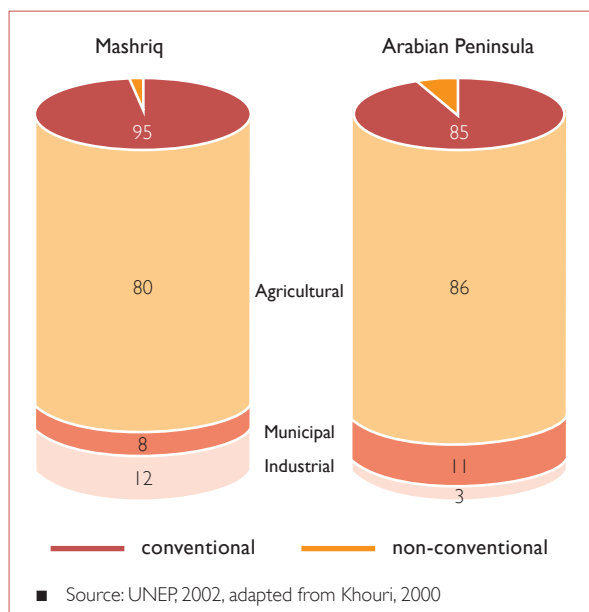 Mashriq
Arabian Peninsula
95
85
80
Agricultural
86
Municipal
8
11
Industrial
12
3
conventional
non-conventional
■ Source: UNEP, 2002, adapted from Khouri, 2000